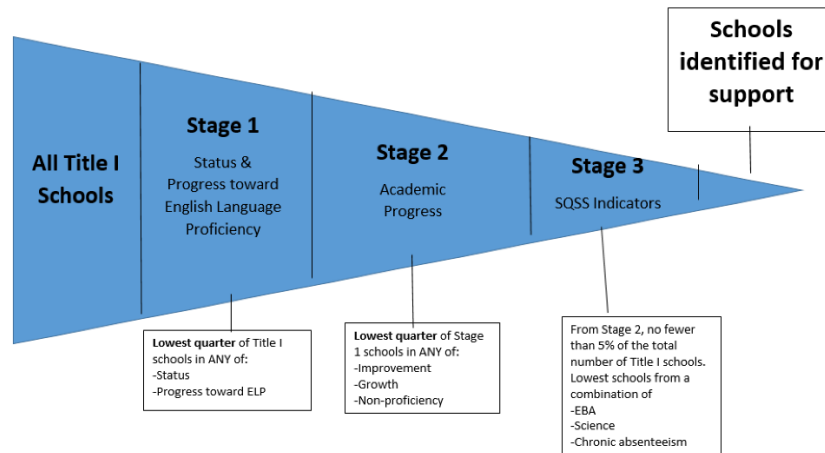 Schools
identified for
support
All Title I
Schools
Stage 1
Status &
Progress toward
English Language
Proficiency
Stage 2
Academic
Progress
Stage 3
SQSS Indicators
Lowest quarter of Title I
schools in ANY of:
-Status
-Progress toward ELP
Lowest quarter of Stage
1 schools in ANY of:
-Improvement
-Growth
-Non-proficiency
From Stage 2, no fewer
than 5% of the total
number of Title I schools.
Lowest schools from a
combination of
-EBA
-Science
-Chronic absenteeism